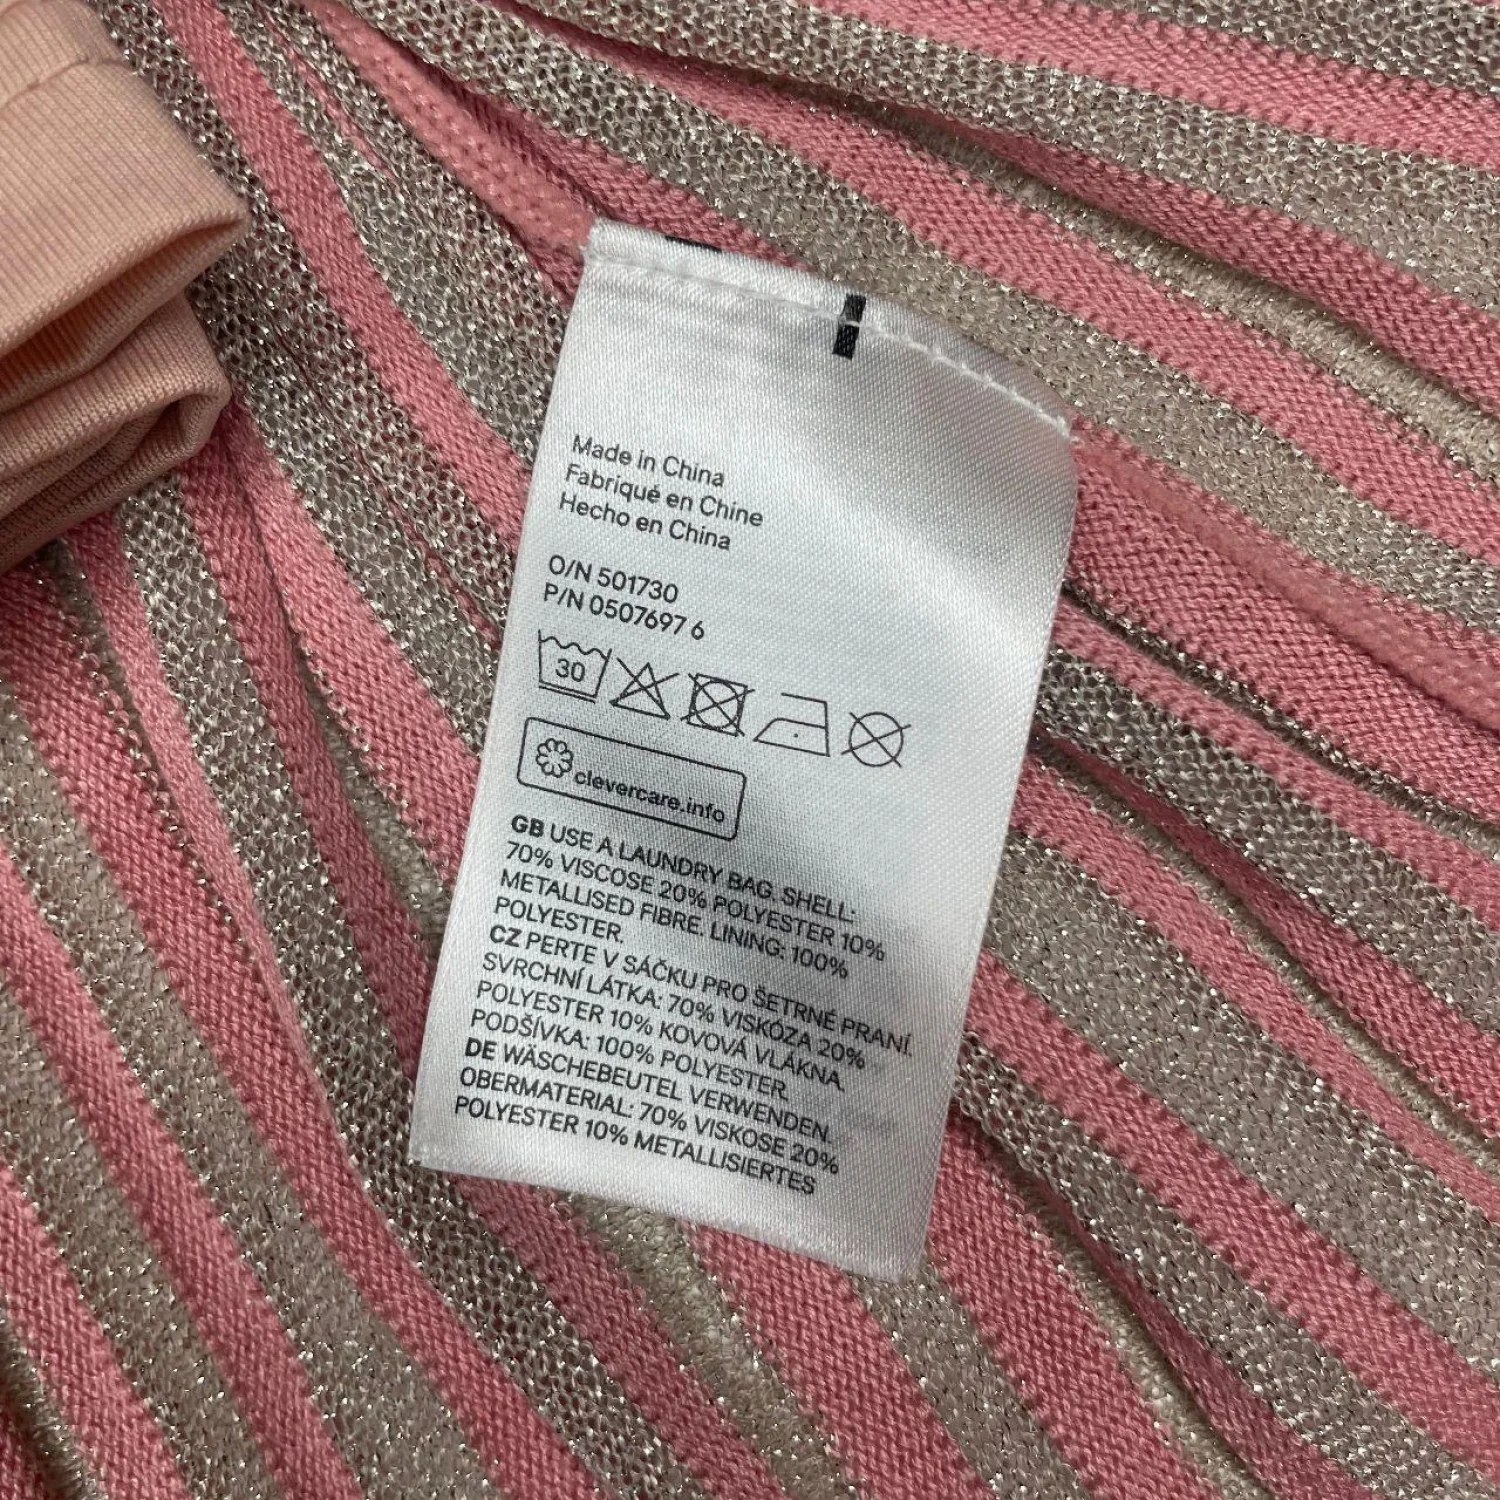 Made in China
Fabriqué en Chine
Hecho en China
O/N 501730
P/N 0507697 6
30
clevercare.info
GB USE A LAUNDRY BAG. SHELL:
70% VISCOSE 20% POLYESTER 10%
METALLISED FIBRE. LINING: 100%
POLYESTER.
CZ PERTE V SÁČKU PRO ŠETRNÉ PRANÍ.
SVRCHNÍ LÁTKA: 70% VISKÓZA 20%
POLYESTER 10% KOVOVÁ VLÁKNA.
PODŠÍVKA: 100% POLYESTER.
DE WÄSCHEBEUTEL VERWENDEN.
OBERMATERIAL: 70% VISKOSE 20%
POLYESTER 10% METALLISIERTES